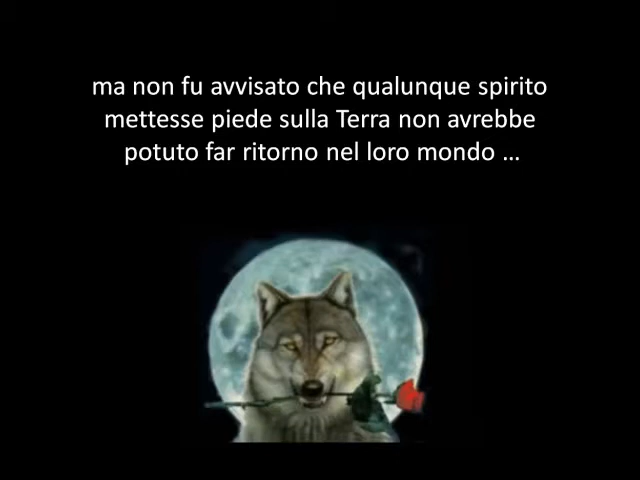 ma non fu avvisato che qualunque spirito
mettesse piede sulla Terra non avrebbe
potuto far ritorno nel loro mondo ...